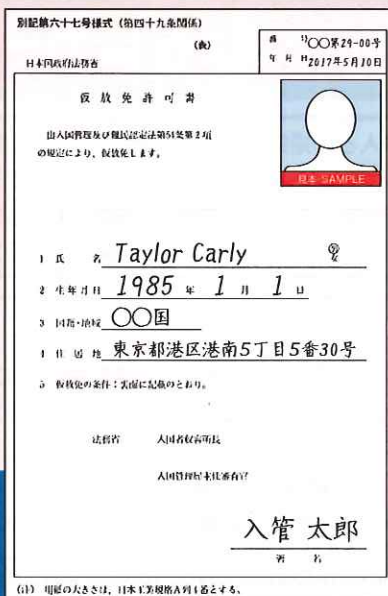 別記第六十七号様式（第四十九条関係）
（表）
日本国政府法務省
番 号 〇〇第29-00号
年月日 2017年5月10日
仮放免許可書
出入国管理及び難民認定法第54条第2項
の規定により、仮放免します。
見本 SAMPLE
1 氏 名 Taylor Carly 女
2 生年月日 1985 年 1 月 1 日
3 国籍・地域 〇〇国
4 住居地 東京都港区港南5丁目5番30号
5 仮放免の条件：裏面に記載のとおり。
法務省 入国者収容所長
入国管理局主任審査官
入管 太郎
署 名
（注） 用紙の大きさは、日本工業規格A列4番とする。